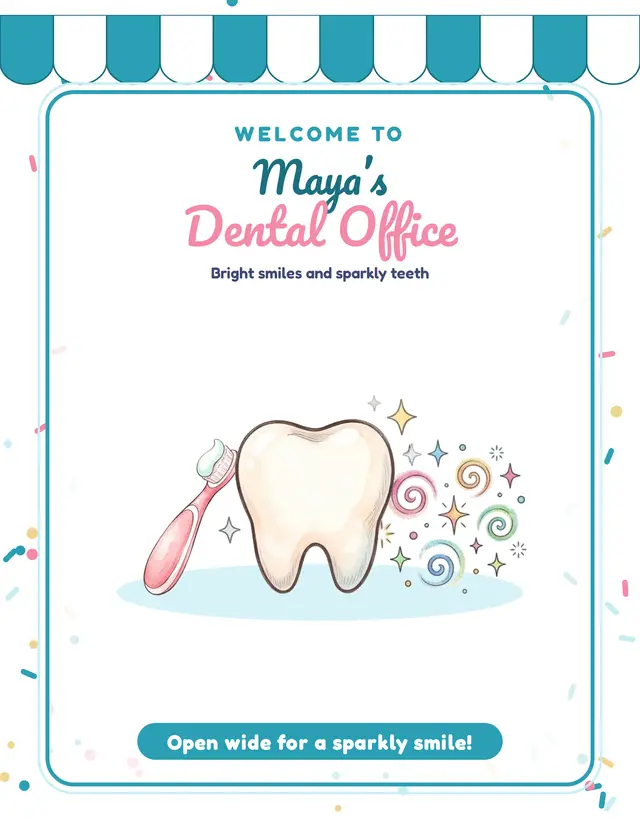 WELCOME TO
Maya's
Dental Office
Bright smiles and sparkly teeth
Open wide for a sparkly smile!